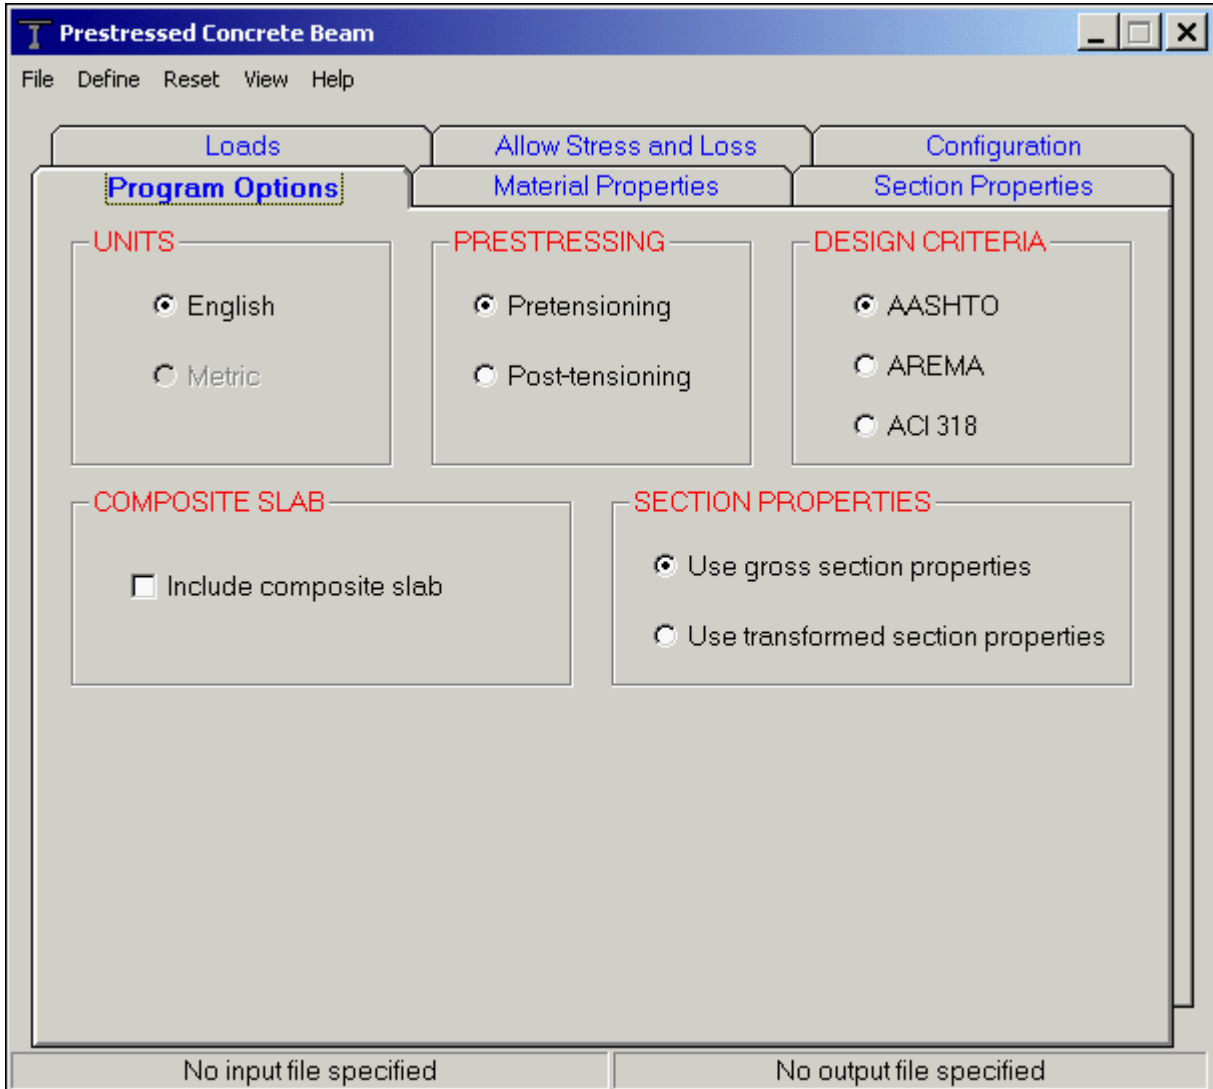 Prestressed Concrete Beam
File Define Reset View Help
Loads Allow Stress and Loss Configuration
Program Options Material Properties Section Properties
UNITS PRESTRESSING DESIGN CRITERIA
English Pretensioning AASHTO
Metric Post-tensioning AREMA
ACI 318
COMPOSITE SLAB SECTION PROPERTIES
Use gross section properties
Include composite slab
Use transformed section properties
No input file specified No output file specified